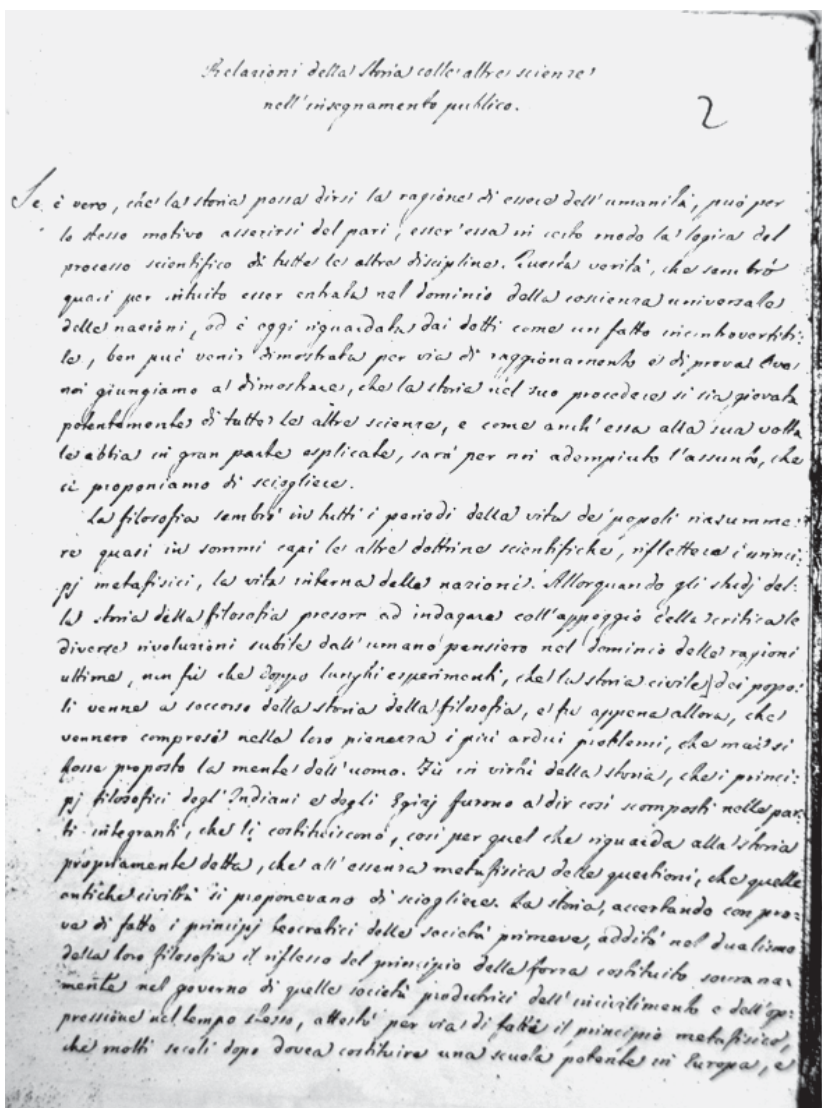 Relazioni della storia colle altre scienze
nell'insegnamento publico.
2
Se è vero, che la storia possa dirsi la ragione di essere dell'umanità, può per
lo stesso motivo asserirsi del pari, esser'essa in certo modo la logica del
processo scientifico di tutte le altre discipline. Questa verità, che sembrò
quasi per intuito esser entrata nel dominio della coscienza universale
delle nazioni, ed è oggi riguardata dai dotti come un fatto incontrovertibi:
le, ben può venir dimostrata per via di raggionamento e di prova. Ove
noi giungiamo a dimostrare, che la storia nel suo procedere si sia giovata
potentemente di tutte le altre scienze, e come anch'essa alla sua volta
le abbia in gran parte esplicate, sarà per noi adempiuto l'assunto, che
ci proponiamo di sciogliere.
La filosofia sembrò in tutti i periodi della vita de' popoli riassumme:
re quasi in sommi capi le altre dottrine scientifiche, riflettere i princi:
pj metafisici, la vita interna delle nazioni. Allorquando gli studj del:
la storia della filosofia presero ad indagare coll'appoggio della critica le
diverse rivoluzioni subite dall'umano pensiero nel dominio delle ragioni
ultime, non fù che doppo lunghi esperimenti, che la storia civile] dei popo:
li venne a soccorso della storia della filosofia, e fu appena allora, che
vennero compresi nella loro pienezza i più ardui problemi, che mai si
fosse proposto la mente dell'uomo. Fù in virtù della storia, che i princi:
pj filosofici degl'Indiani e degli Egizj furono a dir così scomposti nelle par:
ti integranti, che li costituiscono, così per quel che riguarda alla storia
propriamente detta, che all'essenza metafisica delle questioni, che quelle
antiche civiltà si proponevano di sciogliere. La storia, accertando con pro:
va di fatto i principj teocratici delle società primeve, additò nel dualismo
della loro filosofia il riflesso del principio della forza costituito sovrana:
mente nel governo di quelle società produtrici dell'incivilimento e dell'op:
pressione nel tempo stesso, attestò per via di fatti il principio metafisico,
che molti secoli dopo dovea costituire una scuola potente in Europa, e